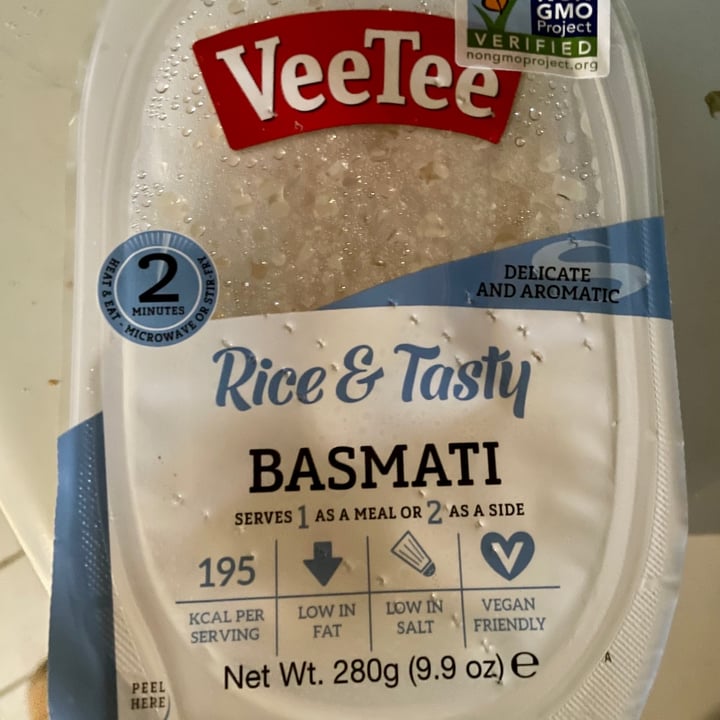 GMO
Project
VERIFIED
nongmoproject.org
VeeTee
HEAT & EAT - MICROWAVE OR STIR-FRY
2
MINUTES
DELICATE
AND AROMATIC
Rice & Tasty
BASMATI
SERVES 1 AS A MEAL OR 2 AS A SIDE
195
KCAL PER
SERVING
LOW IN
FAT
LOW IN
SALT
V
VEGAN
FRIENDLY
Net Wt. 280g (9.9 oz) e
PEEL
HERE
A